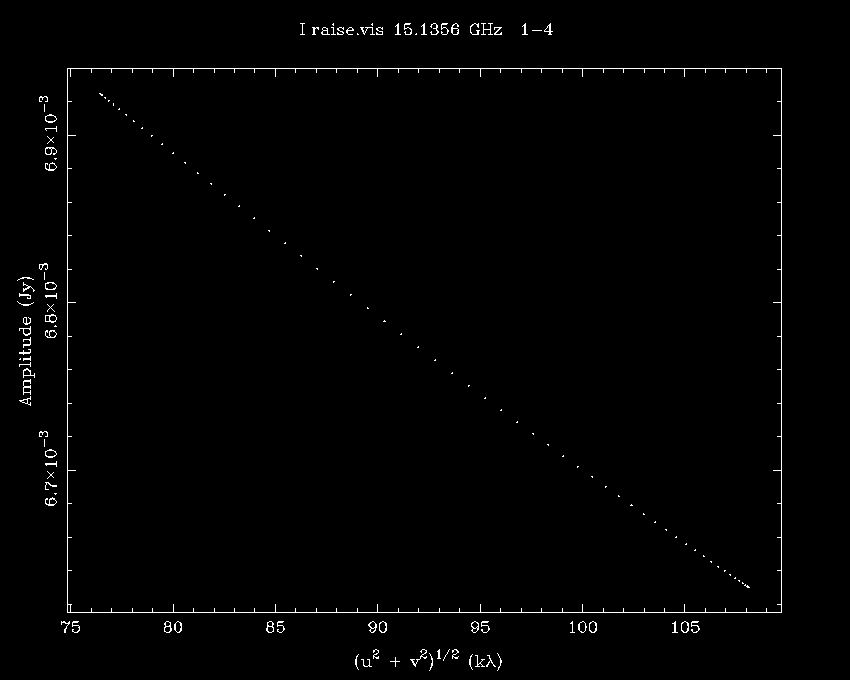 I raise.vis 15.1356 GHz 1−4
6.9×10⁻³
6.8×10⁻³
6.7×10⁻³
Amplitude (Jy)
75 80 85 90 95 100 105
(u² + v²)¹/² (kλ)